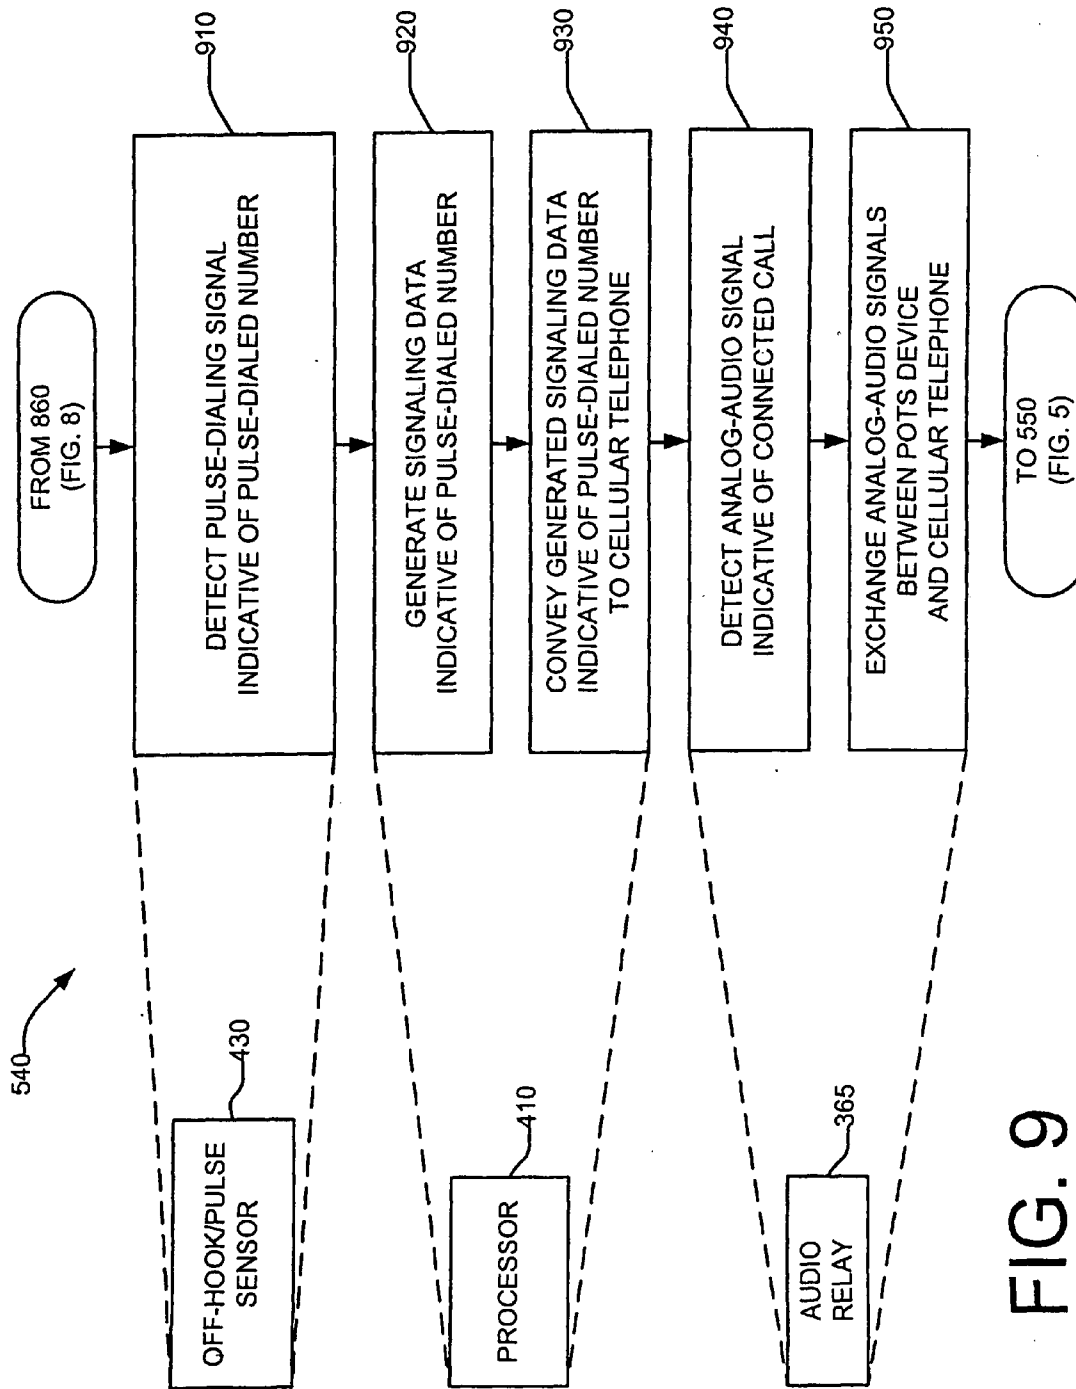 540
FROM 860
(FIG. 8)
OFF-HOOK/PULSE
SENSOR
430
DETECT PULSE-DIALING SIGNAL
INDICATIVE OF PULSE-DIALED NUMBER
910
PROCESSOR
410
GENERATE SIGNALING DATA
INDICATIVE OF PULSE-DIALED NUMBER
920
CONVEY GENERATED SIGNALING DATA
INDICATIVE OF PULSE-DIALED NUMBER
TO CELLULAR TELEPHONE
930
AUDIO
RELAY
365
DETECT ANALOG-AUDIO SIGNAL
INDICATIVE OF CONNECTED CALL
940
EXCHANGE ANALOG-AUDIO SIGNALS
BETWEEN POTS DEVICE
AND CELLULAR TELEPHONE
950
TO 550
(FIG. 5)
FIG. 9